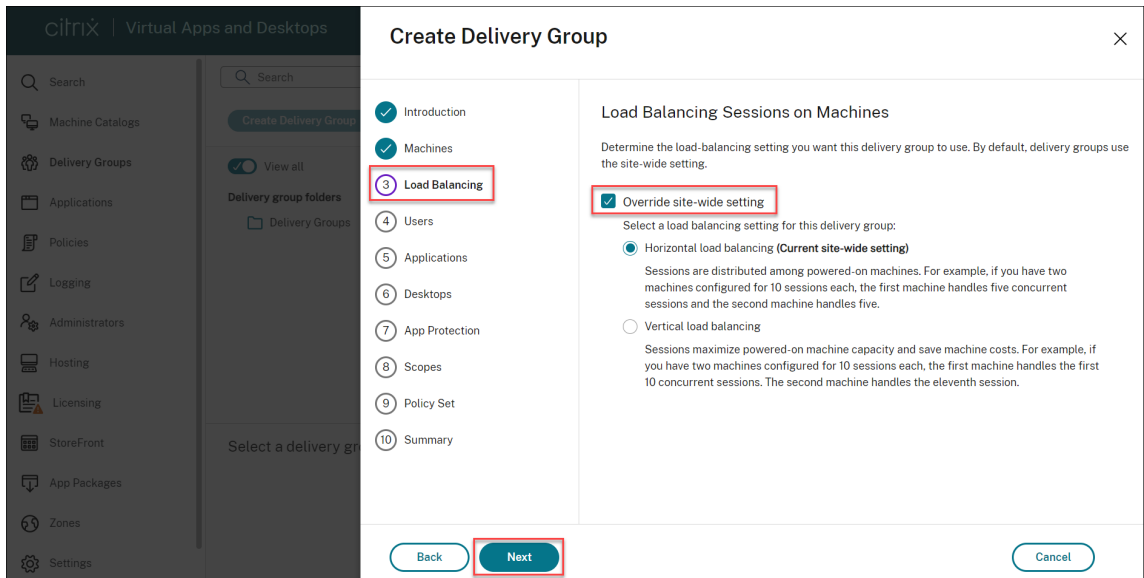 citrix | Virtual Apps and Desktops
Search
Machine Catalogs
Delivery Groups
Applications
Policies
Logging
Administrators
Hosting
Licensing
StoreFront
App Packages
Zones
Settings
Search
Create Delivery Group
View all
Delivery group folders
Delivery Groups
Select a delivery gr
Create Delivery Group
Introduction
Machines
3 Load Balancing
4 Users
5 Applications
6 Desktops
7 App Protection
8 Scopes
9 Policy Set
10 Summary
Load Balancing Sessions on Machines
Determine the load-balancing setting you want this delivery group to use. By default, delivery groups use
the site-wide setting.
Override site-wide setting
Select a load balancing setting for this delivery group:
Horizontal load balancing (Current site-wide setting)
Sessions are distributed among powered-on machines. For example, if you have two
machines configured for 10 sessions each, the first machine handles five concurrent
sessions and the second machine handles five.
Vertical load balancing
Sessions maximize powered-on machine capacity and save machine costs. For example, if
you have two machines configured for 10 sessions each, the first machine handles the first
10 concurrent sessions. The second machine handles the eleventh session.
Back
Next
Cancel